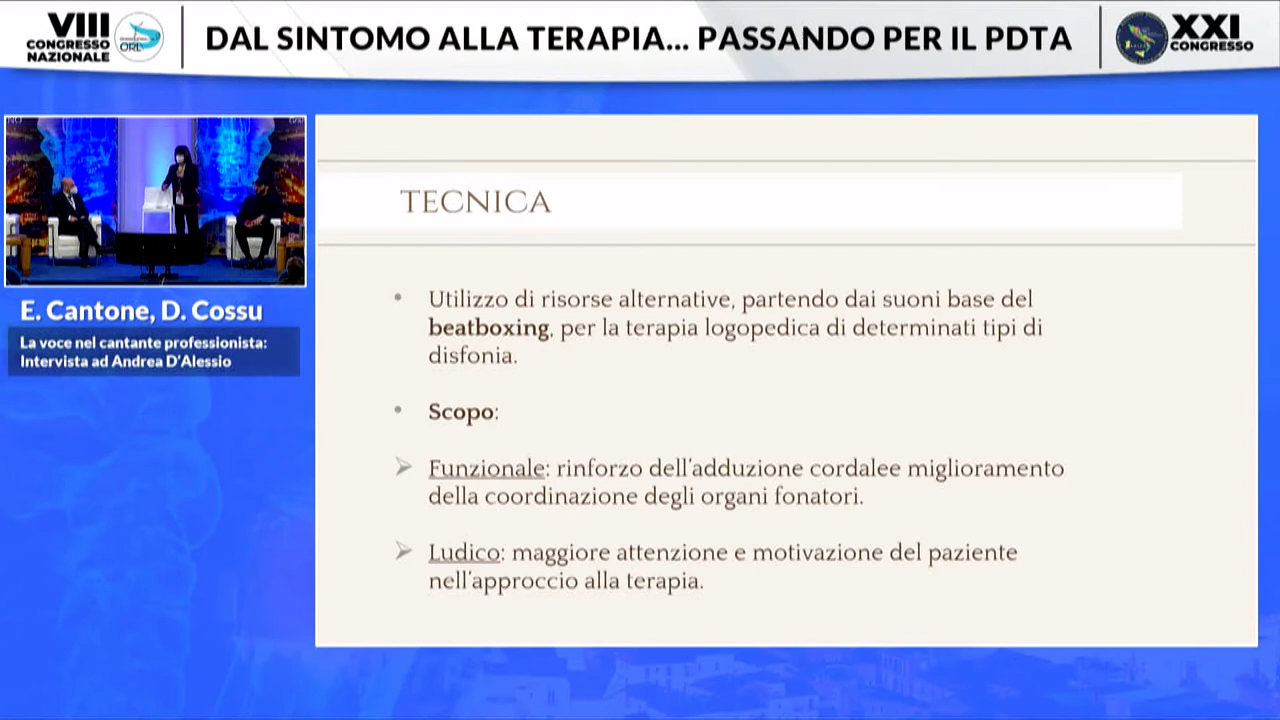 VIII
CONGRESSO
NAZIONALE
ORL
DAL SINTOMO ALLA TERAPIA... PASSANDO PER IL PDTA
XXI
CONGRESSO
E. Cantone, D. Cossu
La voce nel cantante professionista:
Intervista ad Andrea D'Alessio
TECNICA
• Utilizzo di risorse alternative, partendo dai suoni base del
beatboxing, per la terapia logopedica di determinati tipi di
disfonia.
• Scopo:
➢ Funzionale: rinforzo dell'adduzione cordalee miglioramento
della coordinazione degli organi fonatori.
➢ Ludico: maggiore attenzione e motivazione del paziente
nell'approccio alla terapia.